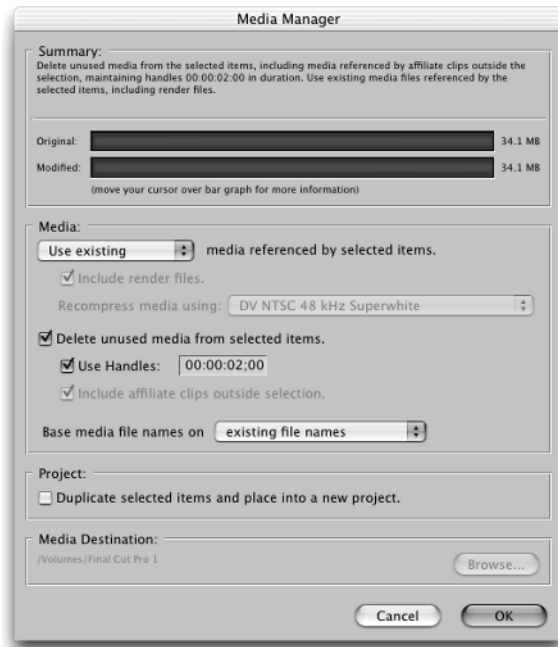 Media Manager
Summary:
Delete unused media from the selected items, including media referenced by affiliate clips outside the
selection, maintaining handles 00:00:02:00 in duration. Use existing media files referenced by the
selected items, including render files.
Original: 34.1 MB
Modified: 34.1 MB
(move your cursor over bar graph for more information)
Media:
Use existing media referenced by selected items.
Include render files.
Recompress media using: DV NTSC 48 kHz Superwhite
Delete unused media from selected items.
Use Handles: 00:00:02;00
Include affiliate clips outside selection.
Base media file names on existing file names
Project:
Duplicate selected items and place into a new project.
Media Destination:
/Volumes/Final Cut Pro 1
Browse...
Cancel OK